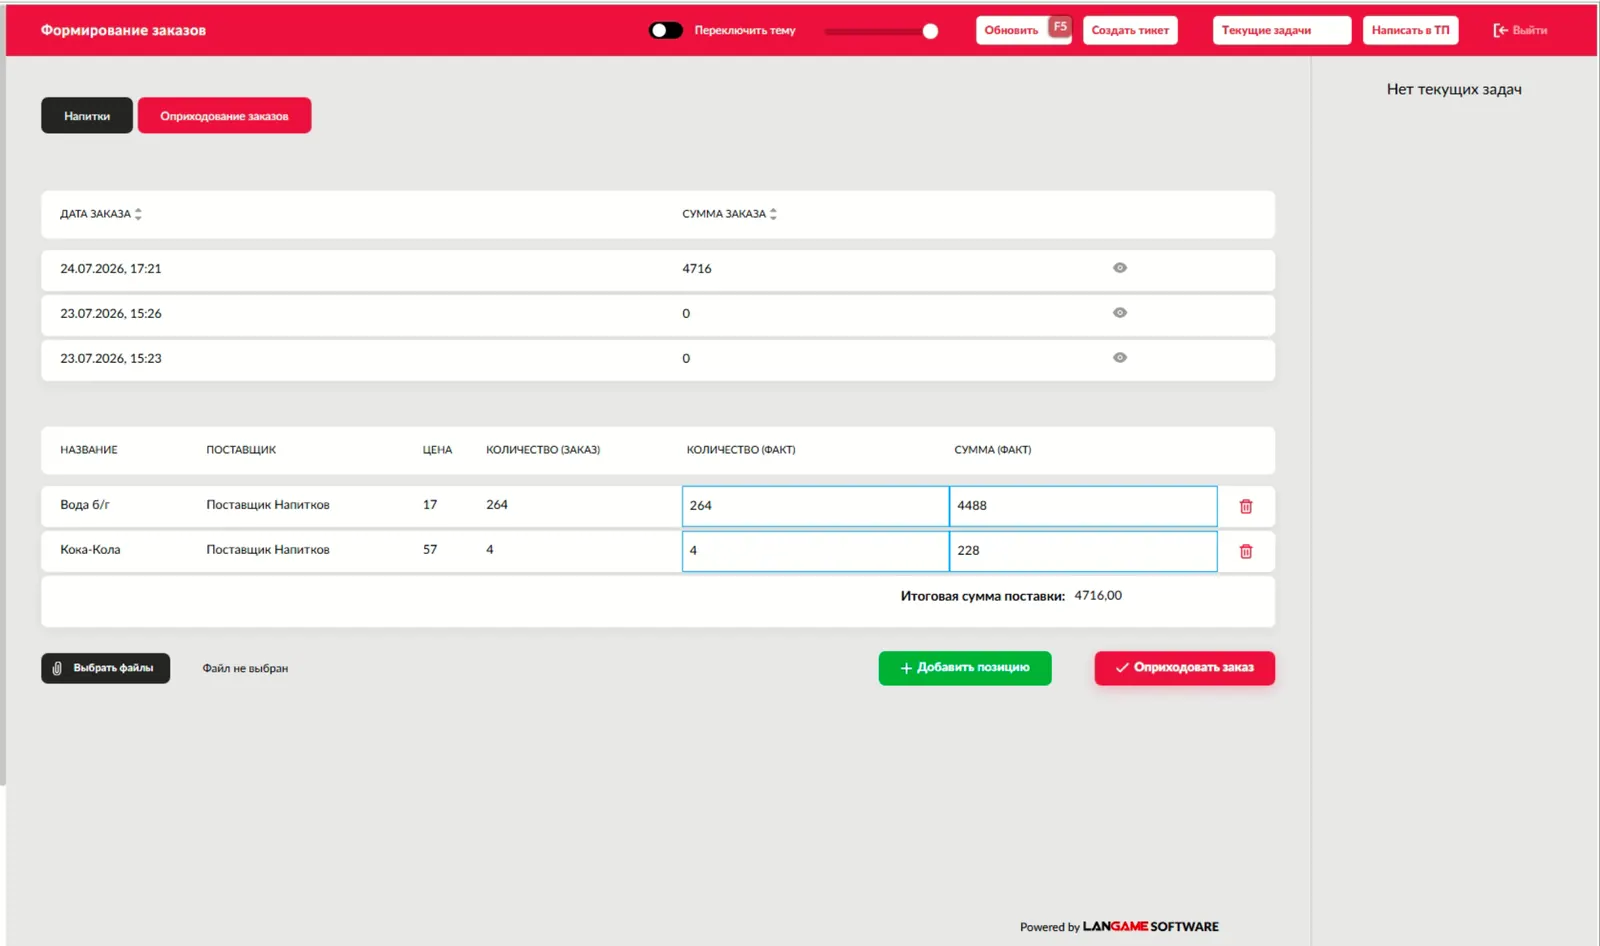 Формирование заказов
Переключить тему
Обновить F5
Создать тикет
Текущие задачи
Написать в ТП
Выйти
Нет текущих задач
Напитки
Оприходование заказов
ДАТА ЗАКАЗА СУММА ЗАКАЗА
24.07.2026, 17:21 4716
23.07.2026, 15:26 0
23.07.2026, 15:23 0
НАЗВАНИЕ ПОСТАВЩИК ЦЕНА КОЛИЧЕСТВО (ЗАКАЗ) КОЛИЧЕСТВО (ФАКТ) СУММА (ФАКТ)
Вода б/г Поставщик Напитков 17 264 264 4488
Кока-Кола Поставщик Напитков 57 4 4 228
Итоговая сумма поставки: 4716,00
Выбрать файлы Файл не выбран
Добавить позицию
Оприходовать заказ
Powered by LANGAME SOFTWARE